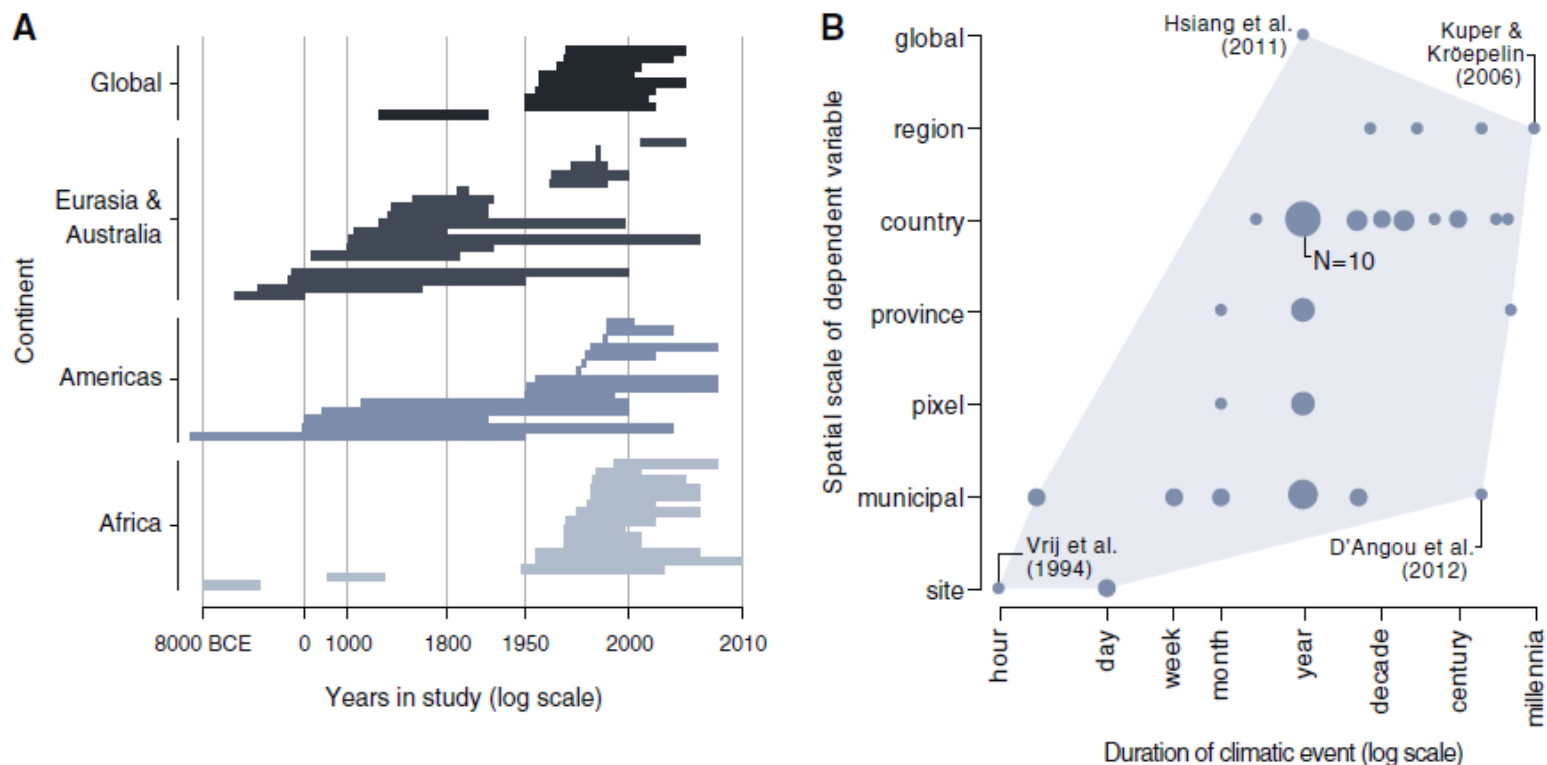 A
Continent
Global
Eurasia &
Australia
Americas
Africa
8000 BCE
0
1000
1800
1950
2000
2010
Years in study (log scale)
B
Spatial scale of dependent variable
global
region
country
province
pixel
municipal
site
Hsiang et al.
(2011)
Kuper &
Kröepelin
(2006)
N=10
Vrij et al.
(1994)
D'Angou et al.
(2012)
hour
day
week
month
year
decade
century
millennia
Duration of climatic event (log scale)